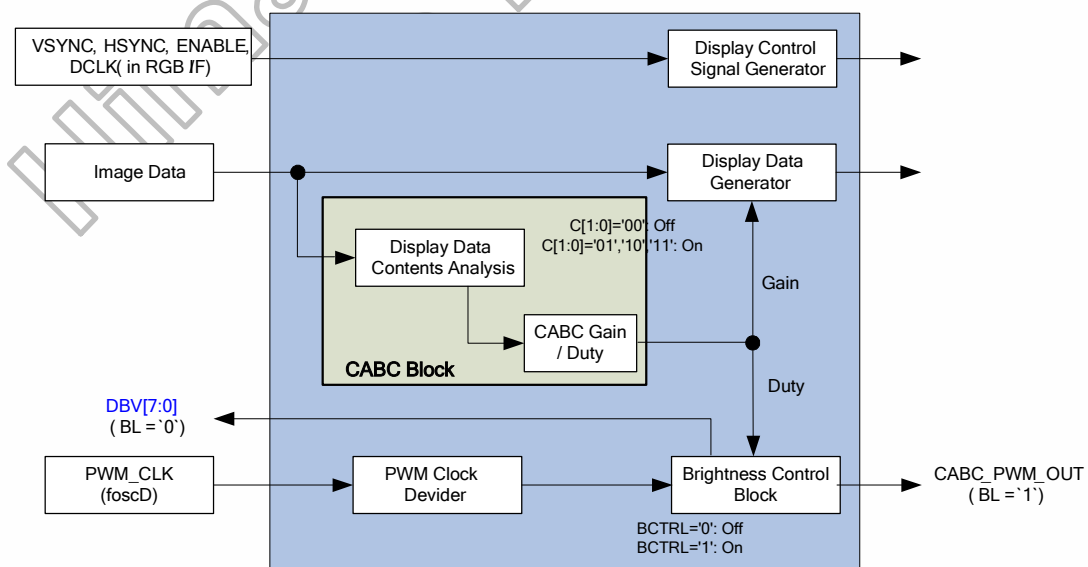 VSYNC, HSYNC, ENABLE,
DCLK( in RGB IF)
Display Control
Signal Generator
Image Data
Display Data
Generator
C[1:0]='00': Off
C[1:0]='01','10','11': On
Display Data
Contents Analysis
Gain
CABC Gain
/ Duty
CABC Block
Duty
DBV[7:0]
( BL =`0`)
PWM_CLK
(foscD)
PWM Clock
Devider
Brightness Control
Block
CABC_PWM_OUT
( BL =`1`)
BCTRL='0': Off
BCTRL='1': On